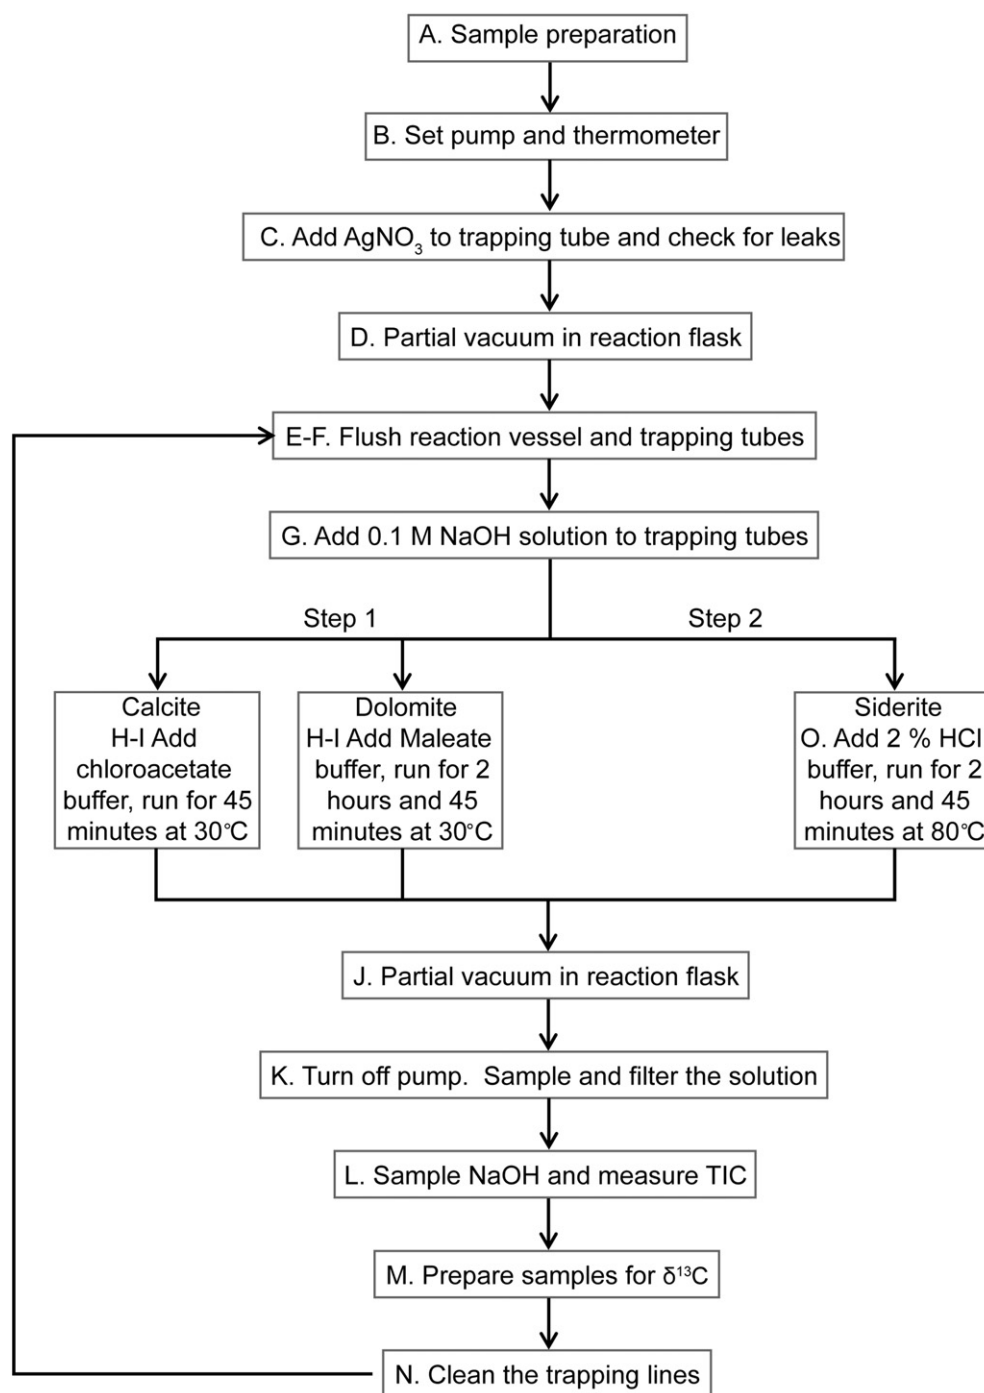 A. Sample preparation
B. Set pump and thermometer
C. Add AgNO₃ to trapping tube and check for leaks
D. Partial vacuum in reaction flask
E-F. Flush reaction vessel and trapping tubes
G. Add 0.1 M NaOH solution to trapping tubes
Step 1
Step 2
Calcite
H-I Add
chloroacetate
buffer, run for 45
minutes at 30°C
Dolomite
H-I Add Maleate
buffer, run for 2
hours and 45
minutes at 30°C
Siderite
O. Add 2 % HCl
buffer, run for 2
hours and 45
minutes at 80°C
J. Partial vacuum in reaction flask
K. Turn off pump. Sample and filter the solution
L. Sample NaOH and measure TIC
M. Prepare samples for δ¹³C
N. Clean the trapping lines